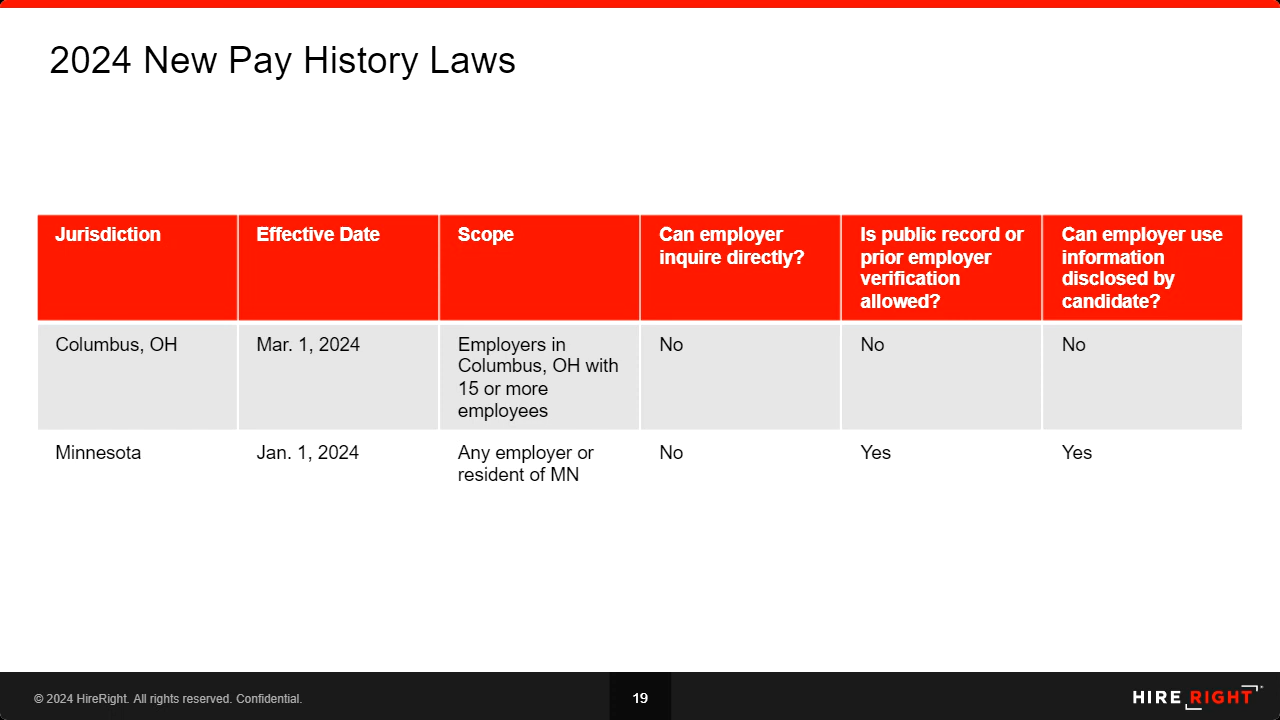 2024 New Pay History Laws
Jurisdiction
Effective Date
Scope
Can employer
inquire directly?
Is public record or
prior employer
verification
allowed?
Can employer use
information
disclosed by
candidate?
Columbus, OH
Mar. 1, 2024
Employers in
Columbus, OH with
15 or more
employees
No
No
No
Minnesota
Jan. 1, 2024
Any employer or
resident of MN
No
Yes
Yes
© 2024 HireRight. All rights reserved. Confidential.
19
HIRE RIGHT